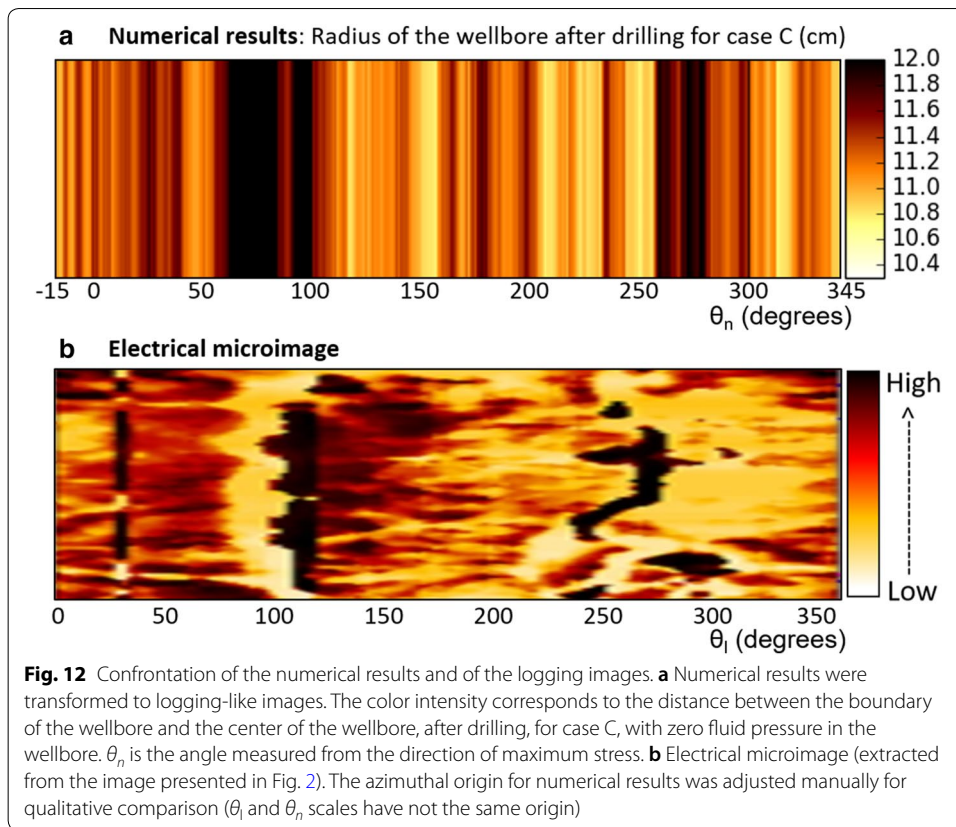 a Numerical results: Radius of the wellbore after drilling for case C (cm)
12.0
11.8
11.6
11.4
11.2
11.0
10.8
10.6
10.4
-15 0 50 100 150 200 250 300 345
θn (degrees)
b Electrical microimage
High
Low
0 50 100 150 200 250 300 350
θl (degrees)
Fig. 12 Confrontation of the numerical results and of the logging images. a Numerical results were
transformed to logging-like images. The color intensity corresponds to the distance between the boundary
of the wellbore and the center of the wellbore, after drilling, for case C, with zero fluid pressure in the
wellbore. θn is the angle measured from the direction of maximum stress. b Electrical microimage (extracted
from the image presented in Fig. 2). The azimuthal origin for numerical results was adjusted manually for
qualitative comparison (θl and θn scales have not the same origin)